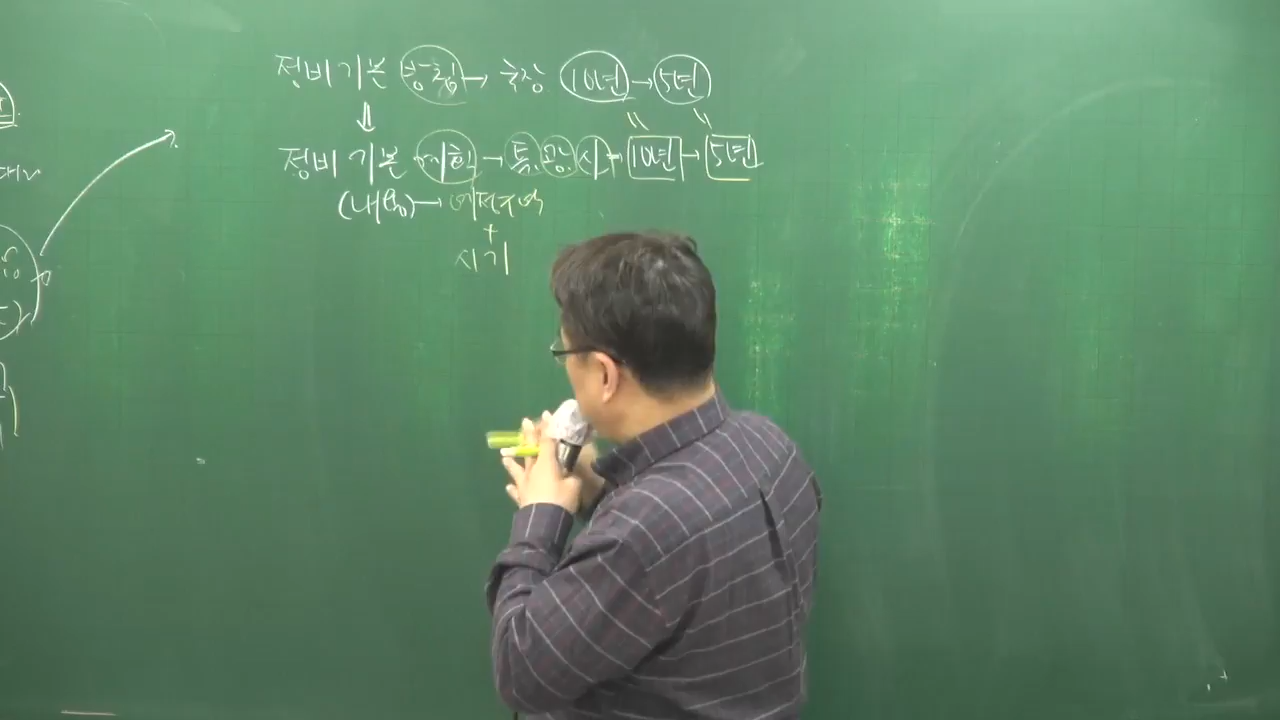 정비기본 방침 → 국장 10년 → 5년
⇓
정비기본 계획 → 특. 광. 시 → 10년 → 5년
(내용) → 예정구역
+
시기